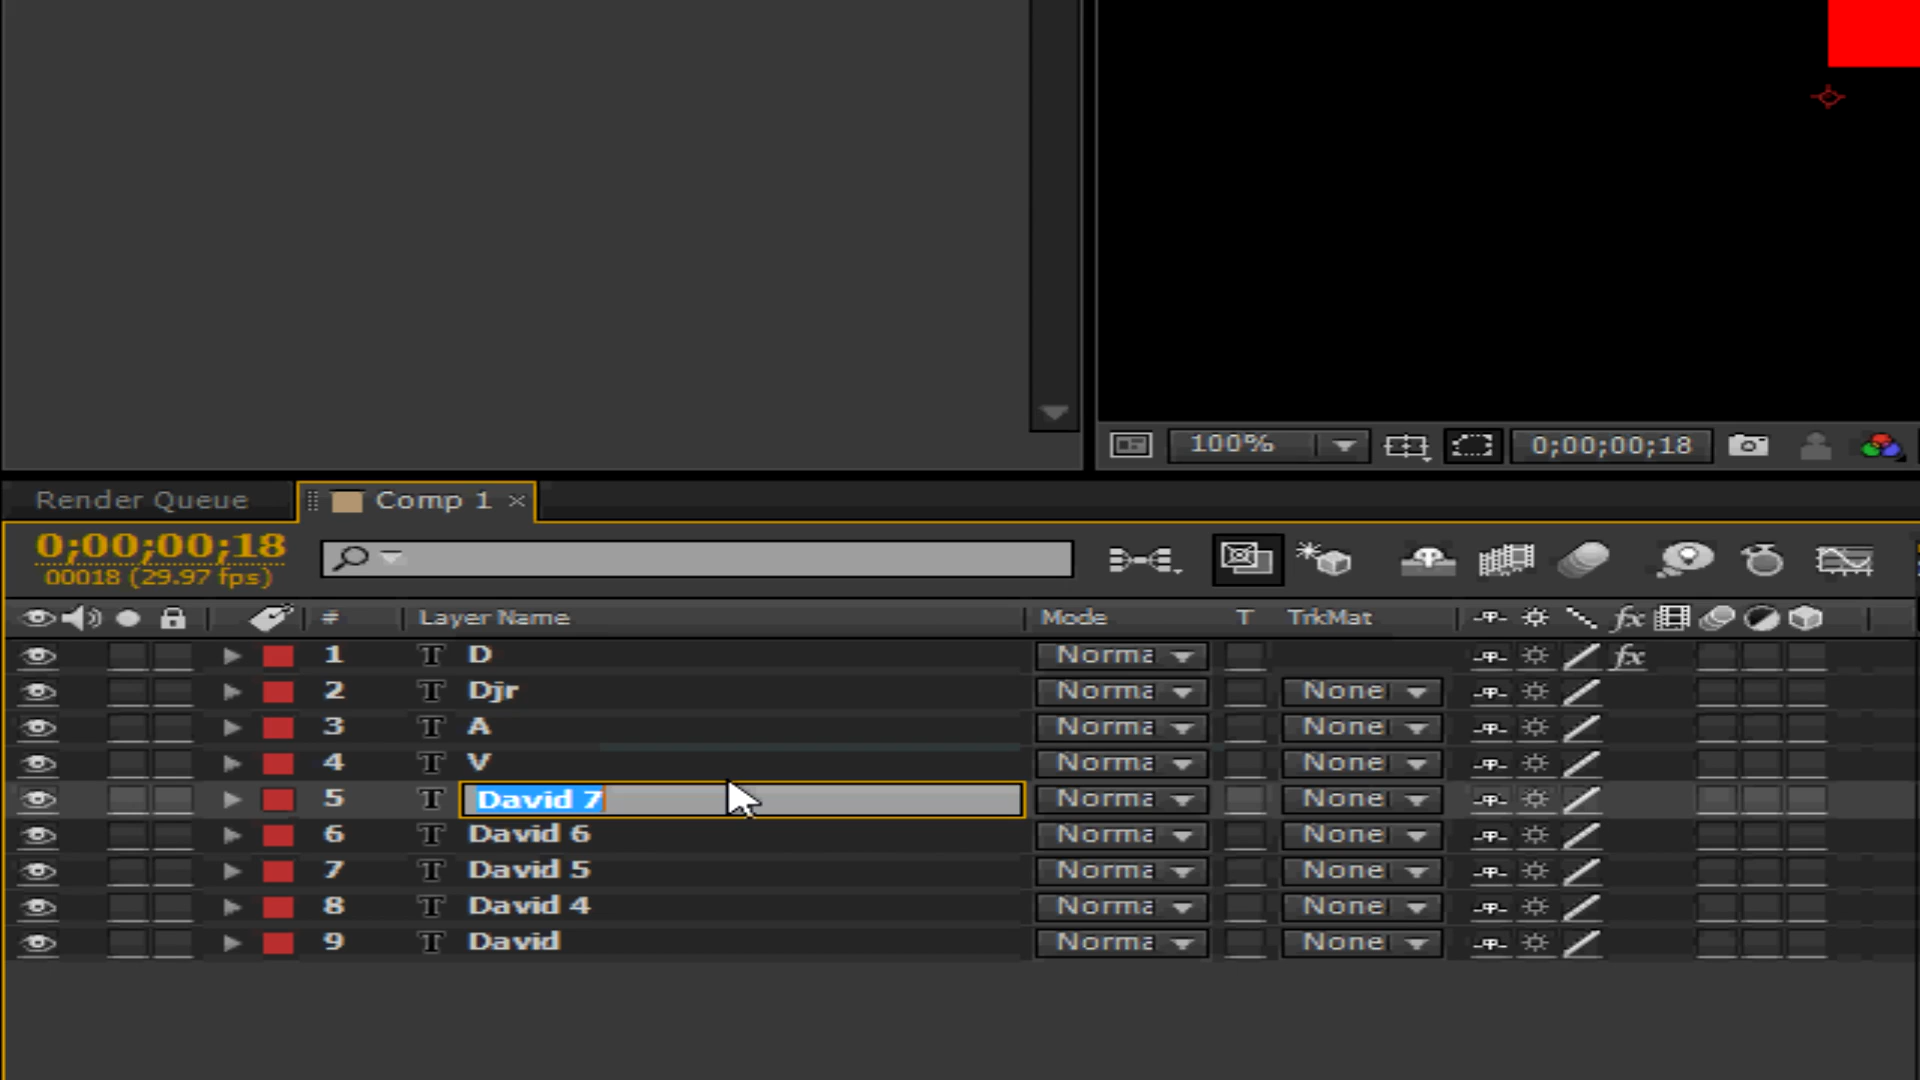 100%
0;00;00;18
Render Queue
Comp 1 ×
0;00;00;18
00018 (29.97 fps)
# Layer Name Mode T TrkMat fx
1 T D Norma fx
2 T Djr Norma None
3 T A Norma None
4 T V Norma None
5 T David 7 Norma None
6 T David 6 Norma None
7 T David 5 Norma None
8 T David 4 Norma None
9 T David Norma None